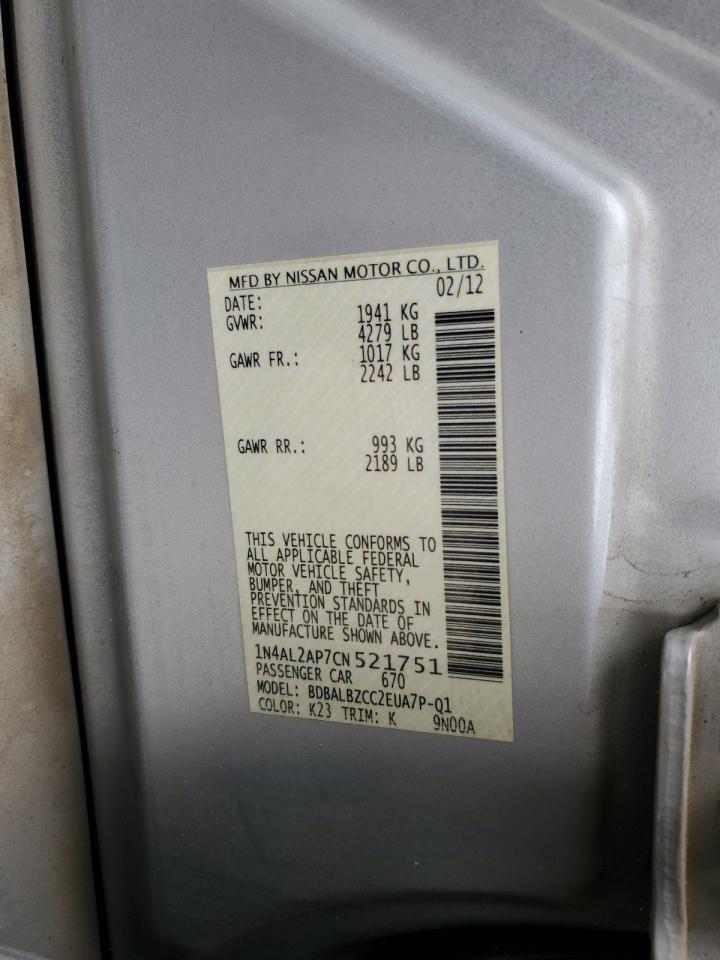 MFD BY NISSAN MOTOR CO., LTD.
DATE: 02/12
GVWR: 1941 KG
4279 LB
GAWR FR.: 1017 KG
2242 LB
GAWR RR.: 993 KG
2189 LB
THIS VEHICLE CONFORMS TO
ALL APPLICABLE FEDERAL
MOTOR VEHICLE SAFETY,
BUMPER, AND THEFT
PREVENTION STANDARDS IN
EFFECT ON THE DATE OF
MANUFACTURE SHOWN ABOVE.
1N4AL2AP7CN521751
PASSENGER CAR 670
MODEL: BDBALBZCC2EUA7P-Q1
COLOR: K23 TRIM: K 9N00A